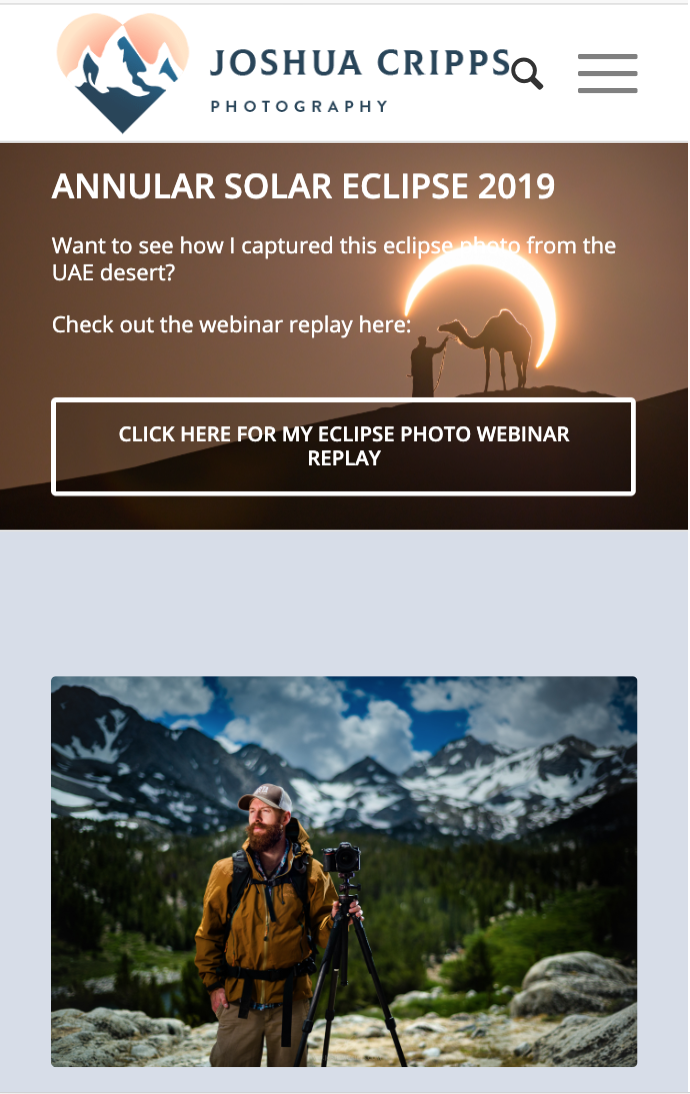 JOSHUA CRIPPS
PHOTOGRAPHY
ANNULAR SOLAR ECLIPSE 2019
Want to see how I captured this eclipse photo from the
UAE desert?
Check out the webinar replay here:
CLICK HERE FOR MY ECLIPSE PHOTO WEBINAR
REPLAY